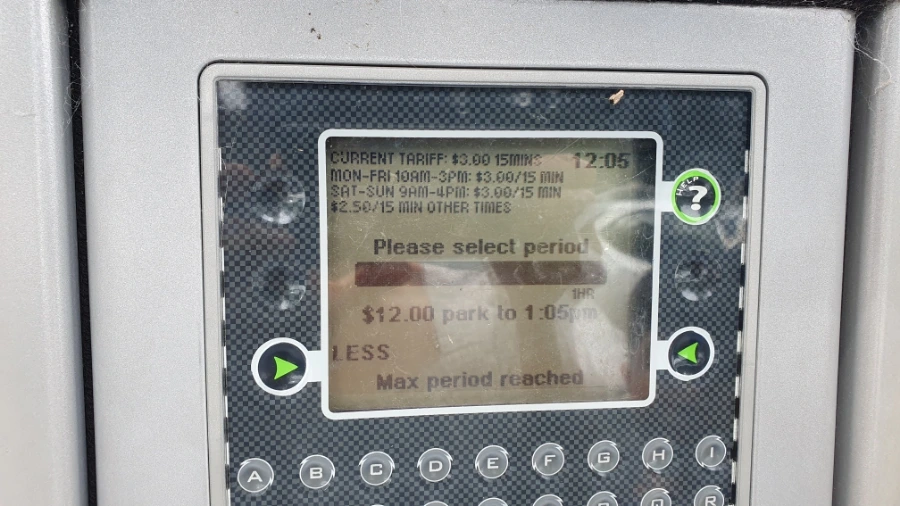 CURRENT TARIFF: $3.00 15MINS 12:05
MON-FRI 10AM-3PM: $3.00/15 MIN
SAT-SUN 9AM-4PM: $3.00/15 MIN
$2.50/15 MIN OTHER TIMES
HELP ?
Please select period
1HR
$12.00 park to 1:05pm
LESS
Max period reached
A B C D E F G H I
Q R